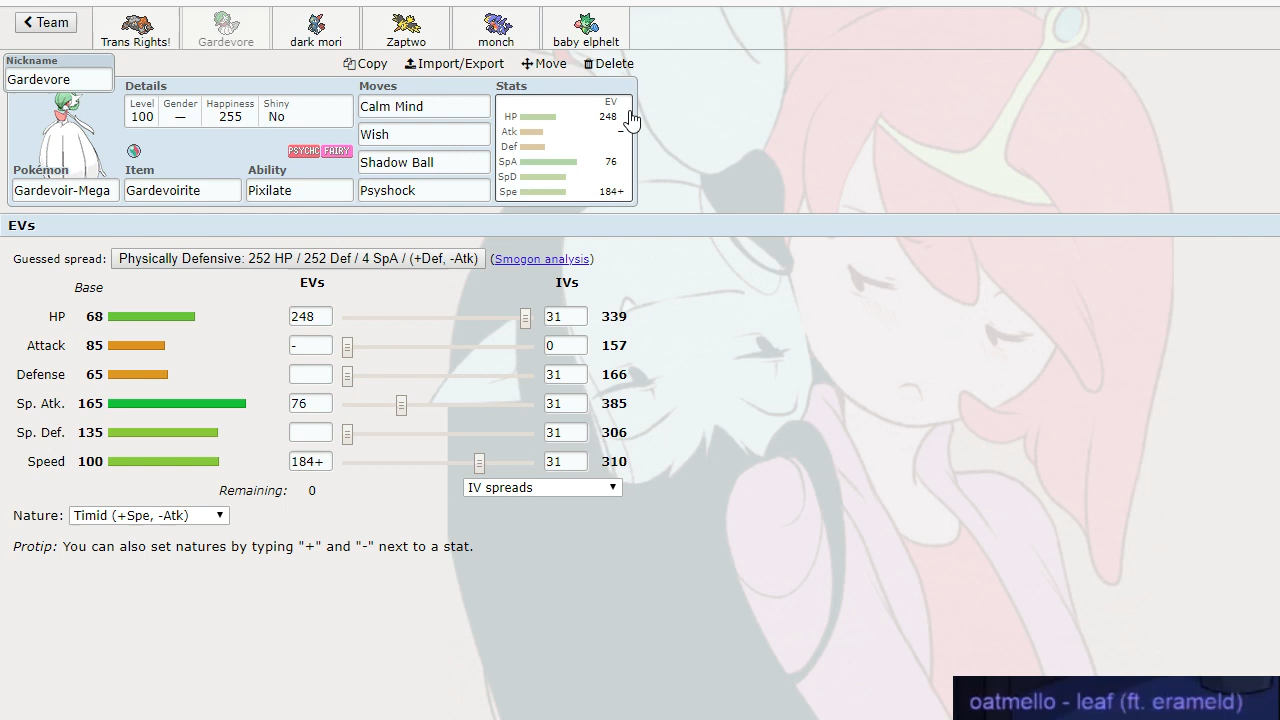 Team
Trans Rights!
Gardevore
dark mori
Zaptwo
monch
baby elphelt
Copy
Import/Export
Move
Delete
Nickname
Gardevore
Details
Level
100
Gender
—
Happiness
255
Shiny
No
PSYCHC FAIRY
Pokémon
Gardevoir-Mega
Item
Gardevoirite
Ability
Pixilate
Moves
Calm Mind
Wish
Shadow Ball
Psyshock
Stats
EV
HP 248
Atk –
Def
SpA 76
SpD
Spe 184+
EVs
Guessed spread: Physically Defensive: 252 HP / 252 Def / 4 SpA / (+Def, -Atk) (Smogon analysis)
Base EVs IVs
HP 68 248 31 339
Attack 85 - 0 157
Defense 65 31 166
Sp. Atk. 165 76 31 385
Sp. Def. 135 31 306
Speed 100 184+ 31 310
Remaining: 0
IV spreads
Nature: Timid (+Spe, -Atk)
Protip: You can also set natures by typing "+" and "-" next to a stat.
oatmello - leaf (ft. erameld)